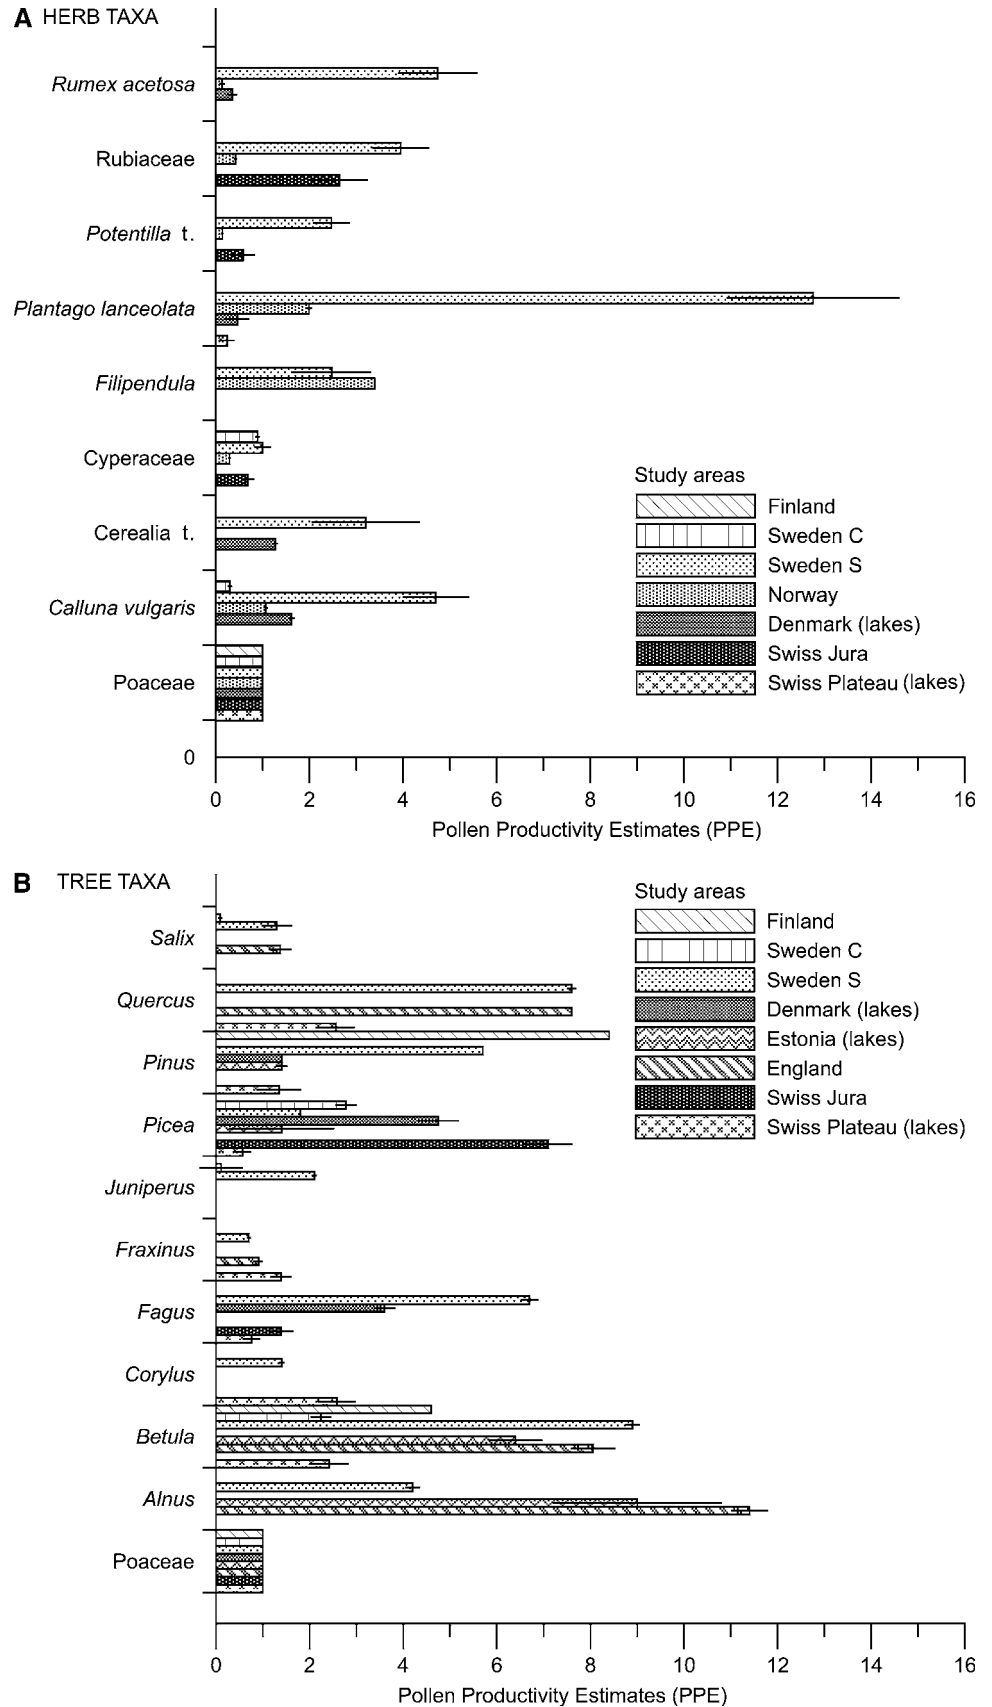 A HERB TAXA
Rumex acetosa
Rubiaceae
Potentilla t.
Plantago lanceolata
Filipendula
Cyperaceae
Cerealia t.
Calluna vulgaris
Poaceae
Study areas
Finland
Sweden C
Sweden S
Norway
Denmark (lakes)
Swiss Jura
Swiss Plateau (lakes)
0
0 2 4 6 8 10 12 14 16
Pollen Productivity Estimates (PPE)
B TREE TAXA
Salix
Quercus
Pinus
Picea
Juniperus
Fraxinus
Fagus
Corylus
Betula
Alnus
Poaceae
Study areas
Finland
Sweden C
Sweden S
Denmark (lakes)
Estonia (lakes)
England
Swiss Jura
Swiss Plateau (lakes)
0 2 4 6 8 10 12 14 16
Pollen Productivity Estimates (PPE)